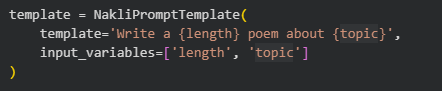 template = NakliPromptTemplate(
    template='Write a {length} poem about {topic}',
    input_variables=['length', 'topic']
)